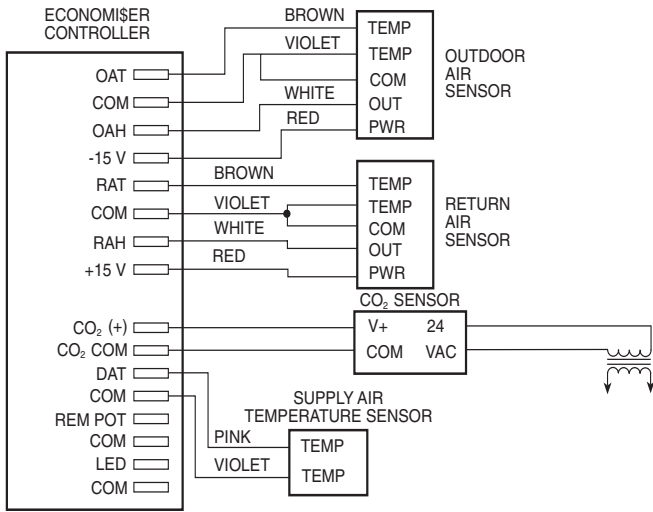 ECONOMI$ER
CONTROLLER
OAT
COM
OAH
-15 V
RAT
COM
RAH
+15 V
CO₂ (+)
CO₂ COM
DAT
COM
REM POT
COM
LED
COM
BROWN
VIOLET
WHITE
RED
TEMP
TEMP
COM
OUT
PWR
OUTDOOR
AIR
SENSOR
BROWN
VIOLET
WHITE
RED
TEMP
TEMP
COM
OUT
PWR
RETURN
AIR
SENSOR
CO₂ SENSOR
V+ 24
COM VAC
SUPPLY AIR
TEMPERATURE SENSOR
PINK
VIOLET
TEMP
TEMP